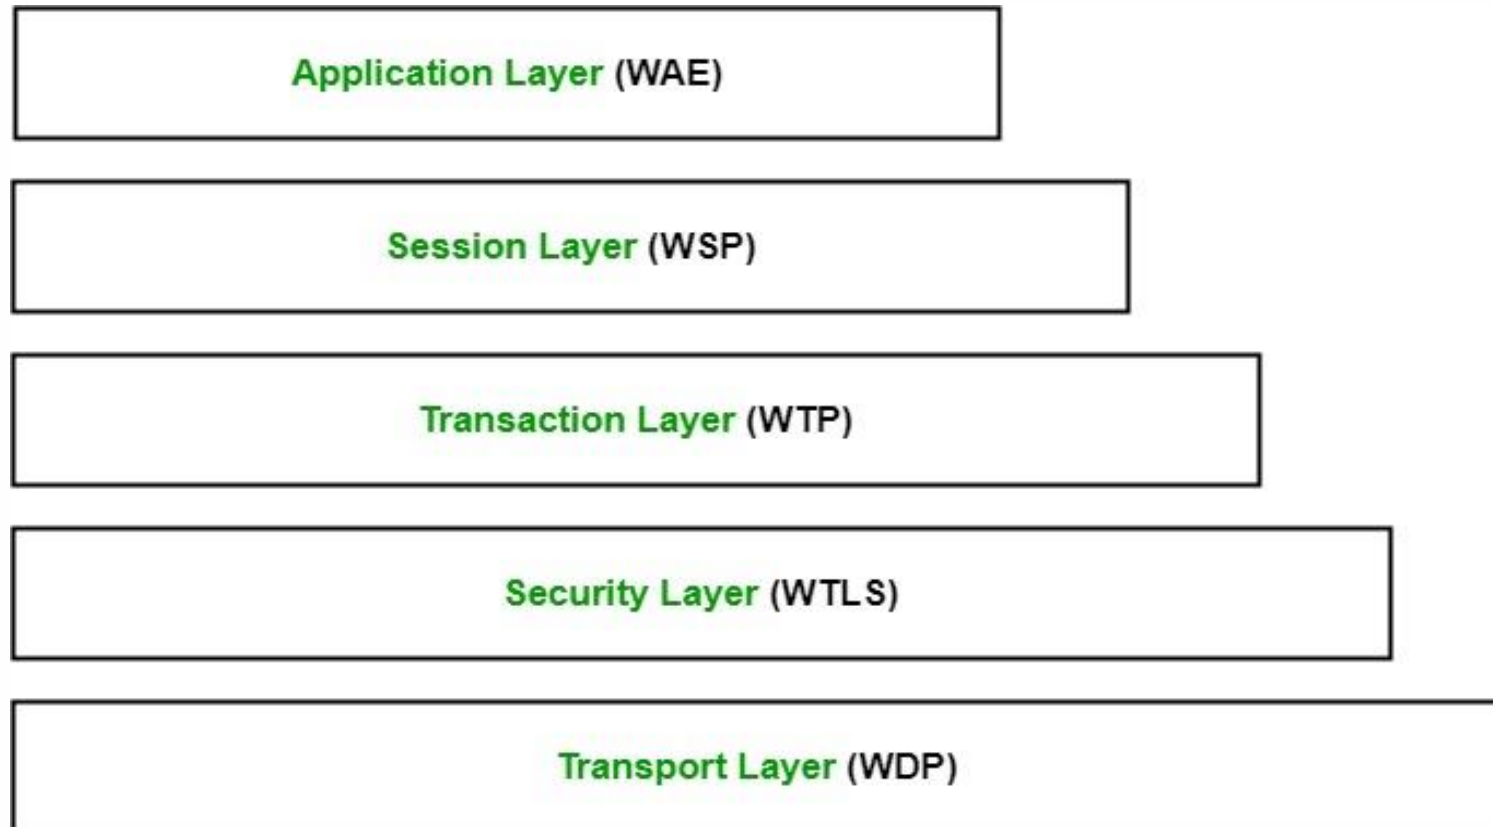 Application Layer (WAE)
Session Layer (WSP)
Transaction Layer (WTP)
Security Layer (WTLS)
Transport Layer (WDP)